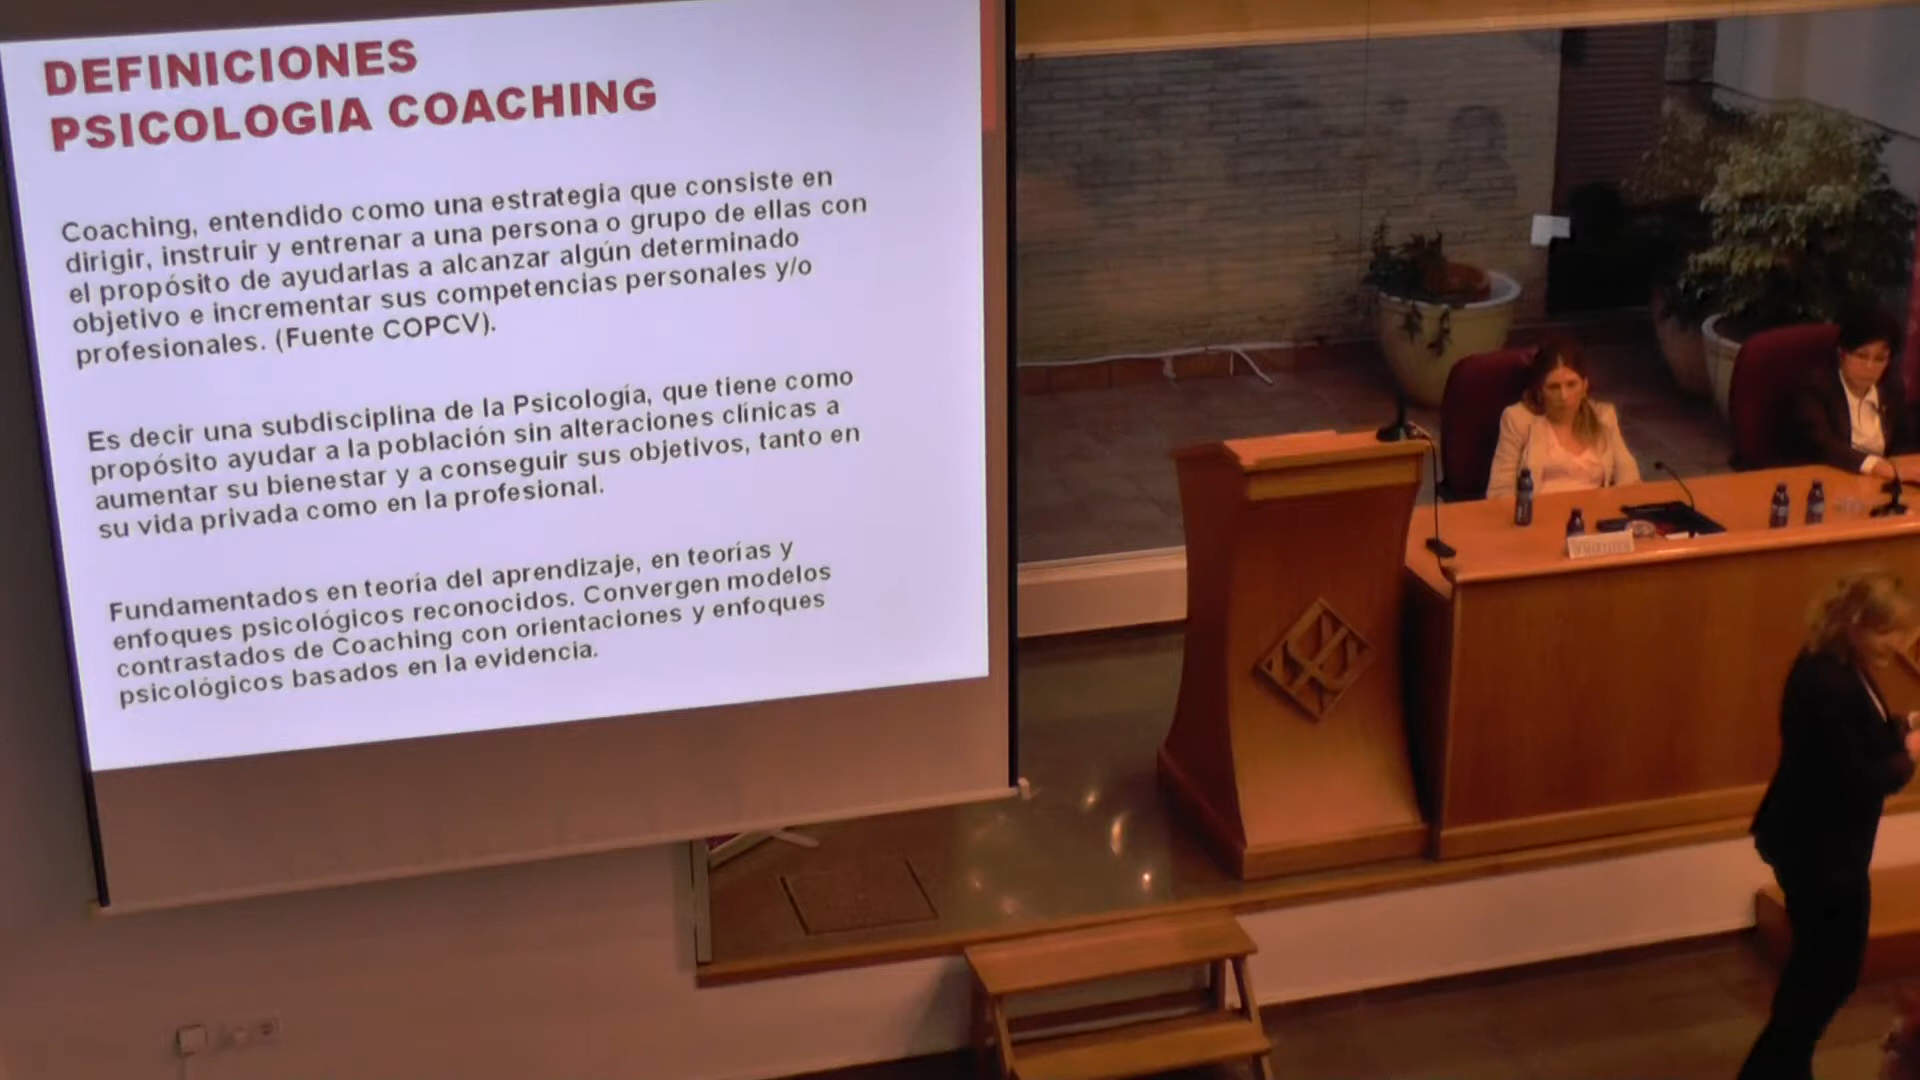 DEFINICIONES
PSICOLOGIA COACHING
Coaching, entendido como una estrategia que consiste en
dirigir, instruir y entrenar a una persona o grupo de ellas con
el propósito de ayudarlas a alcanzar algún determinado
objetivo e incrementar sus competencias personales y/o
profesionales. (Fuente COPCV).
Es decir una subdisciplina de la Psicología, que tiene como
propósito ayudar a la población sin alteraciones clínicas a
aumentar su bienestar y a conseguir sus objetivos, tanto en
su vida privada como en la profesional.
Fundamentados en teoría del aprendizaje, en teorías y
enfoques psicológicos reconocidos. Convergen modelos
contrastados de Coaching con orientaciones y enfoques
psicológicos basados en la evidencia.